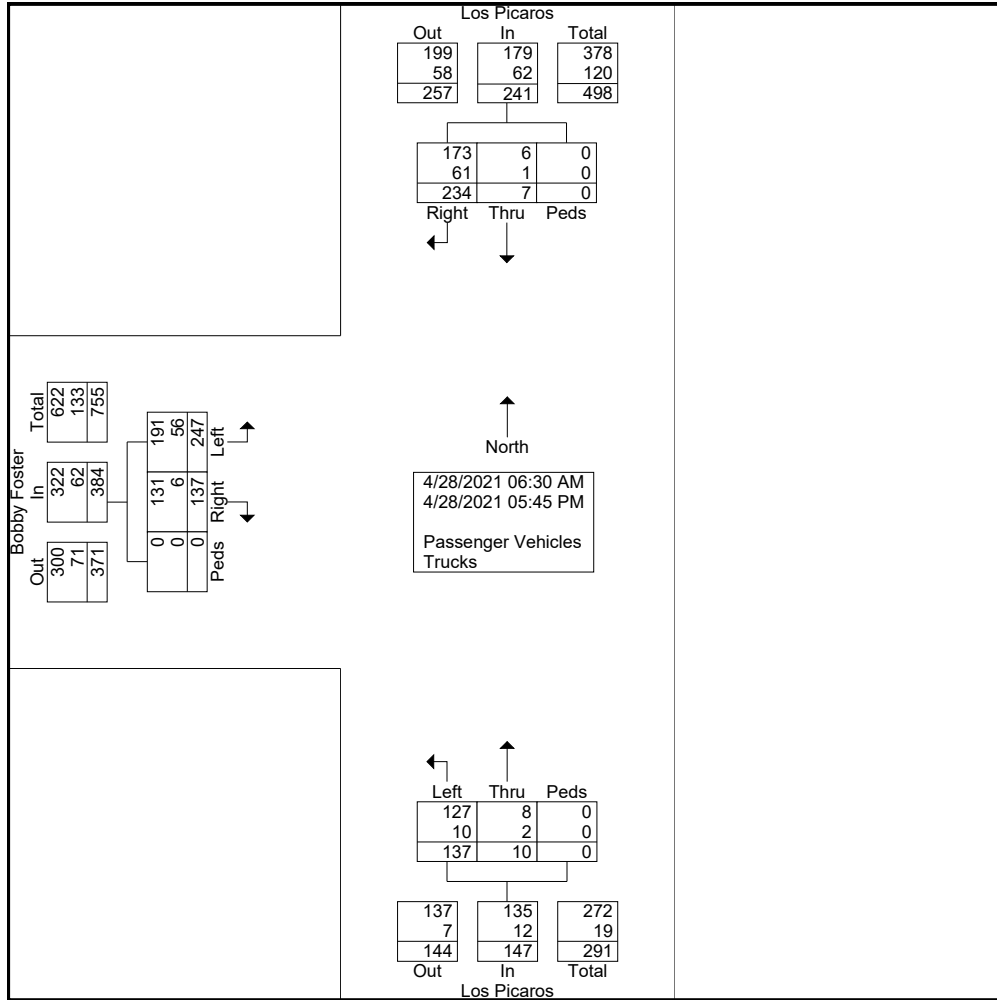 Los Picaros
Out In Total
199 179 378
58 62 120
257 241 498
173 6 0
61 1 0
234 7 0
Right Thru Peds
Bobby Foster
Out In Total
300 322 622
71 62 133
371 384 755
0 131 191
0 6 56
0 137 247
Peds Right Left
North
4/28/2021 06:30 AM
4/28/2021 05:45 PM
Passenger Vehicles
Trucks
Left Thru Peds
127 8 0
10 2 0
137 10 0
137 135 272
7 12 19
144 147 291
Out In Total
Los Picaros